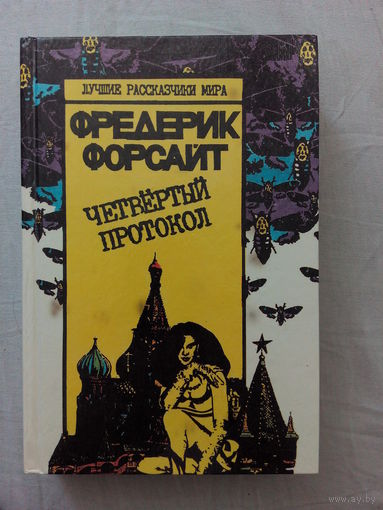 ЛУЧШИЕ РАССКАЗЧИКИ МИРА
ФРЕДЕРИК
ФОРСАЙТ
ЧЕТВЁРТЫЙ
ПРОТОКОЛ
www.ay.by